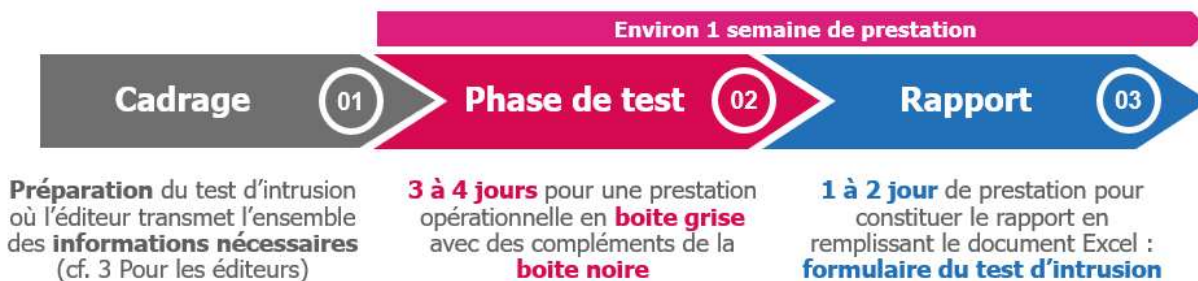 Environ 1 semaine de prestation
Cadrage 01
Phase de test 02
Rapport 03
Préparation du test d'intrusion
où l'éditeur transmet l'ensemble
des informations nécessaires
(cf. 3 Pour les éditeurs)
3 à 4 jours pour une prestation
opérationnelle en boite grise
avec des compléments de la
boite noire
1 à 2 jour de prestation pour
constituer le rapport en
remplissant le document Excel :
formulaire du test d'intrusion